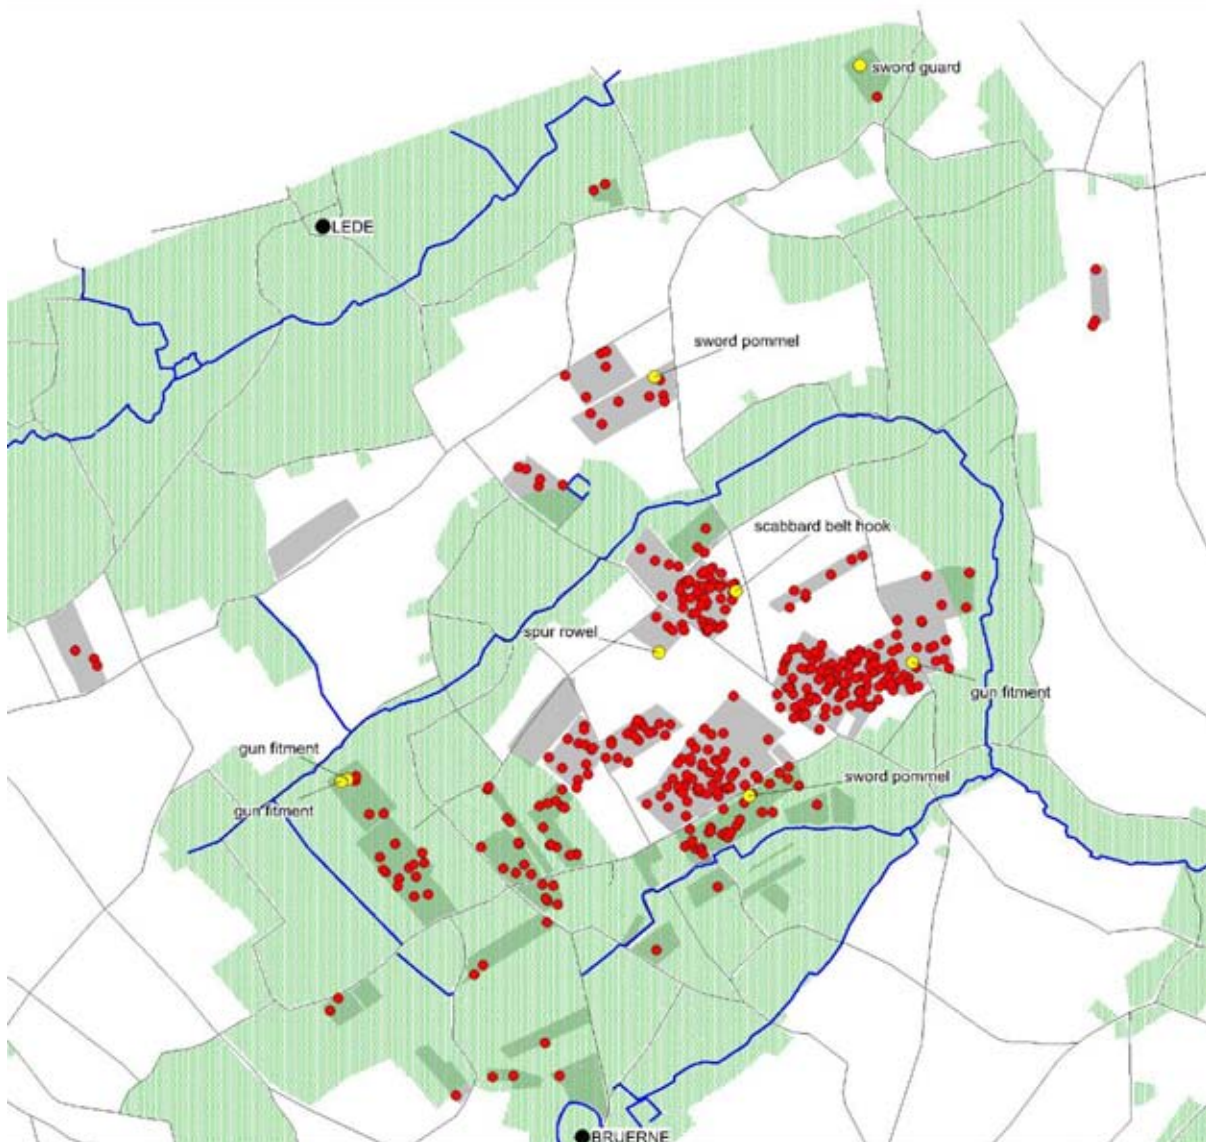 sword guard
LEDE
sword pommel
scabbard belt hook
spur rowel
gun fitment
gun fitment
sword pommel
gun fitment
BRUERNE